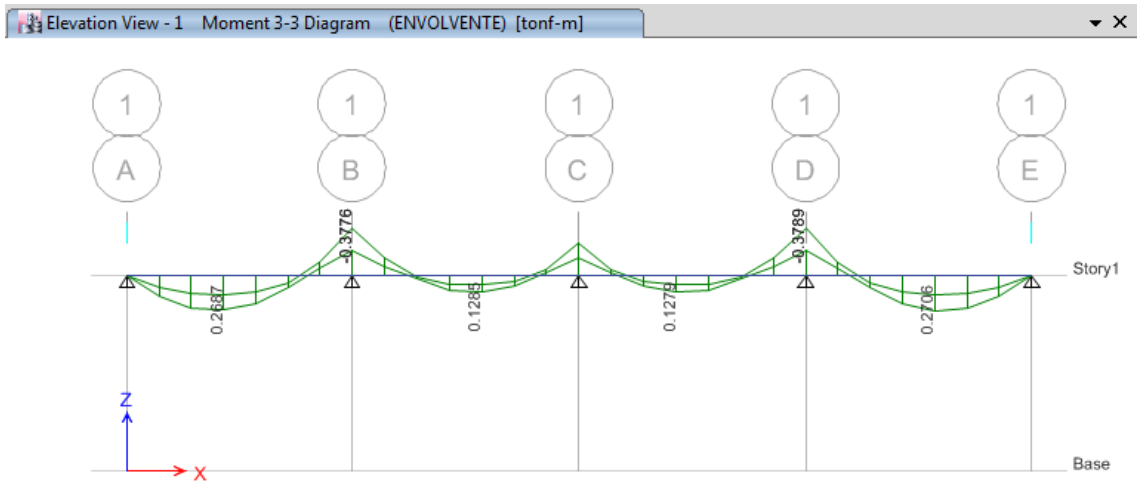 Elevation View - 1 Moment 3-3 Diagram (ENVOLVENTE) [tonf-m]
1 1 1 1 1
A B C D E
-0.3776 -0.3789
Story1
0.2687 0.1285 0.1279 0.2706
Z
X
Base